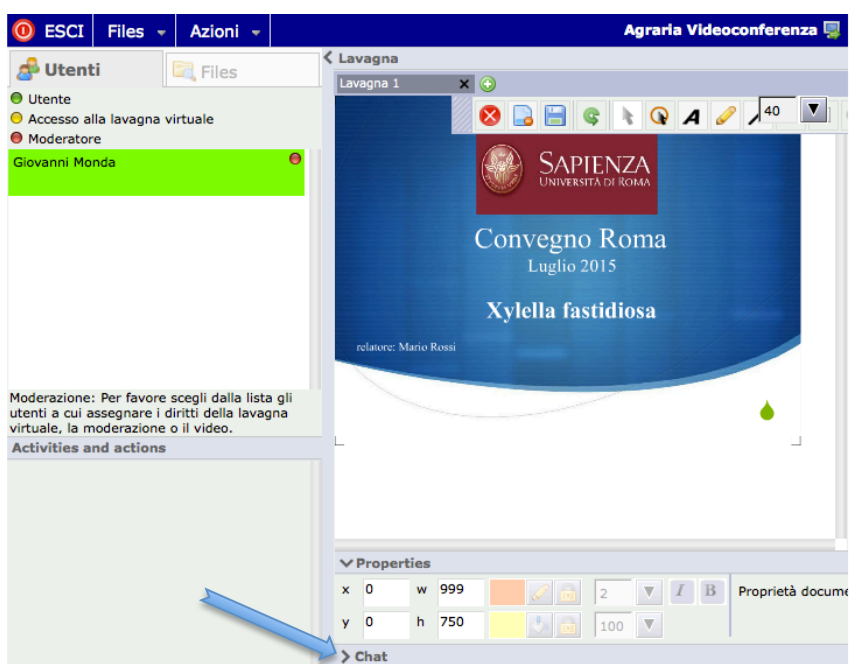 ESCI Files Azioni Agraria Videoconferenza
Utenti Files
Utente
Accesso alla lavagna virtuale
Moderatore
Giovanni Monda
Moderazione: Per favore scegli dalla lista gli
utenti a cui assegnare i diritti della lavagna
virtuale, la moderazione o il video.
Activities and actions
Lavagna
Lavagna 1
A 40
SAPIENZA
UNIVERSITÀ DI ROMA
Convegno Roma
Luglio 2015
Xylella fastidiosa
relatore: Mario Rossi
Properties
x 0 w 999 2 I B Proprietà docume
y 0 h 750 100
Chat